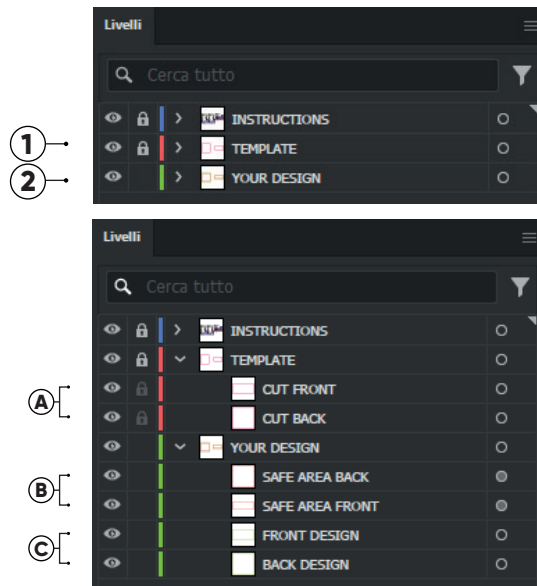 Livelli
Cerca tutto
INSTRUCTIONS
1 TEMPLATE
2 YOUR DESIGN
Livelli
Cerca tutto
INSTRUCTIONS
TEMPLATE
A CUT FRONT
CUT BACK
YOUR DESIGN
B SAFE AREA BACK
SAFE AREA FRONT
C FRONT DESIGN
BACK DESIGN